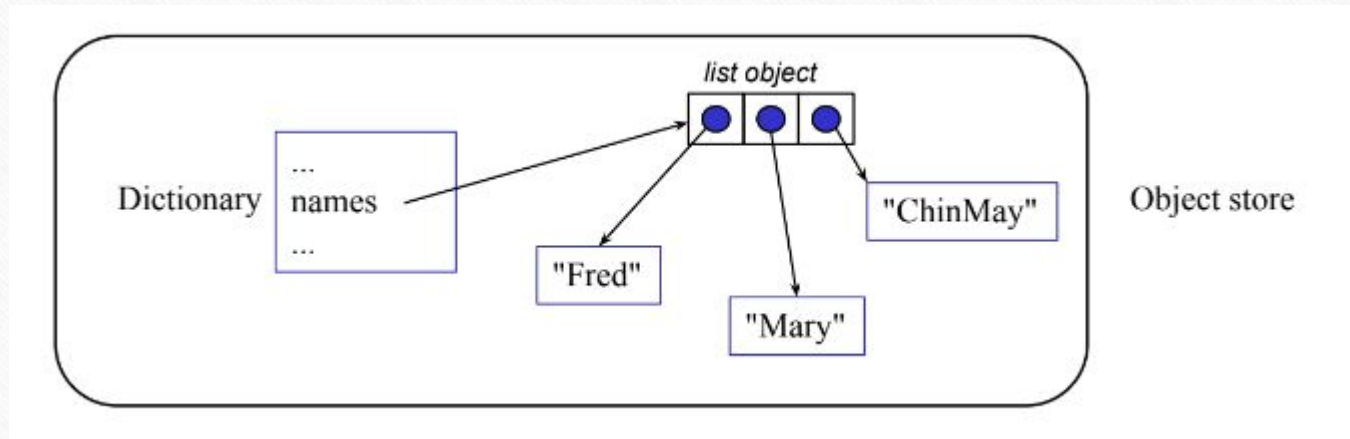 list object
Dictionary
...
names
...
"ChinMay"
Object store
"Fred"
"Mary"